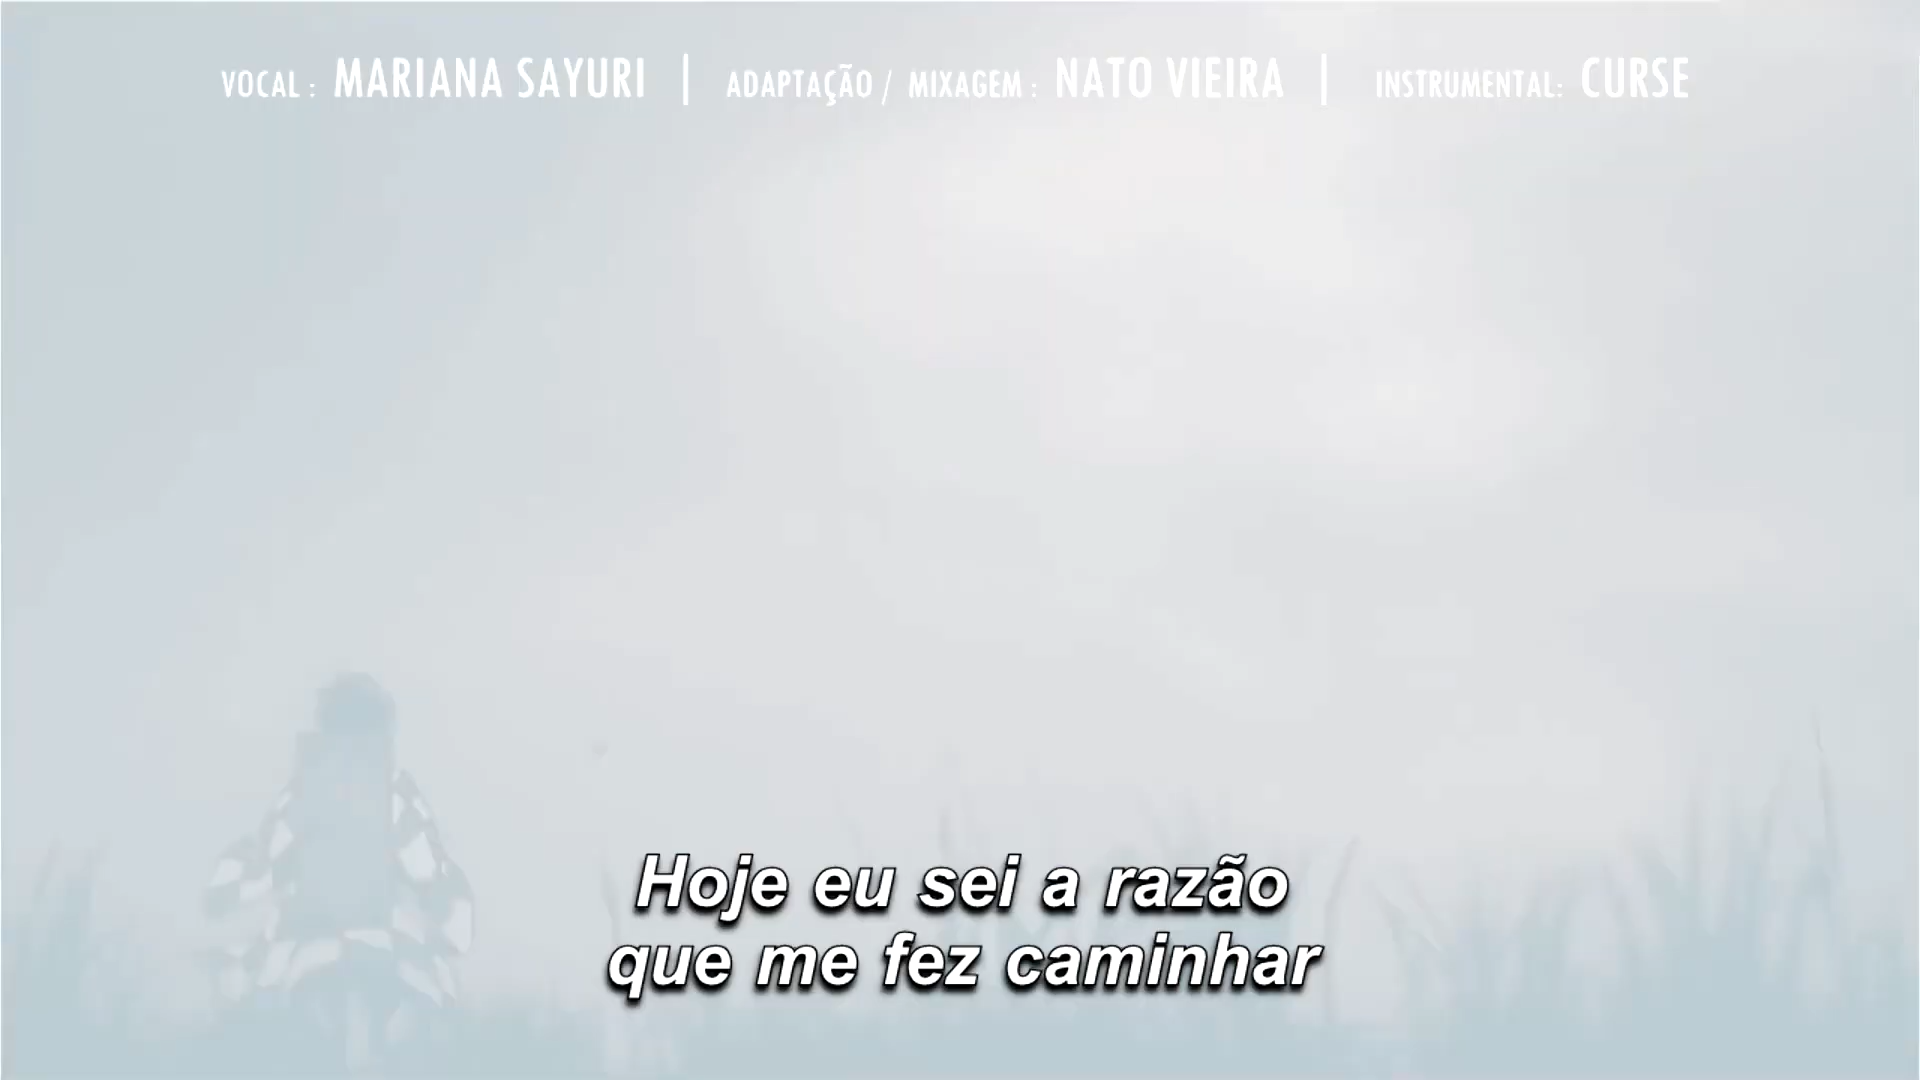 VOCAL : MARIANA SAYURI | ADAPTAÇÃO / MIXAGEM : NATO VIEIRA | INSTRUMENTAL: CURSE
Hoje eu sei a razão
que me fez caminhar